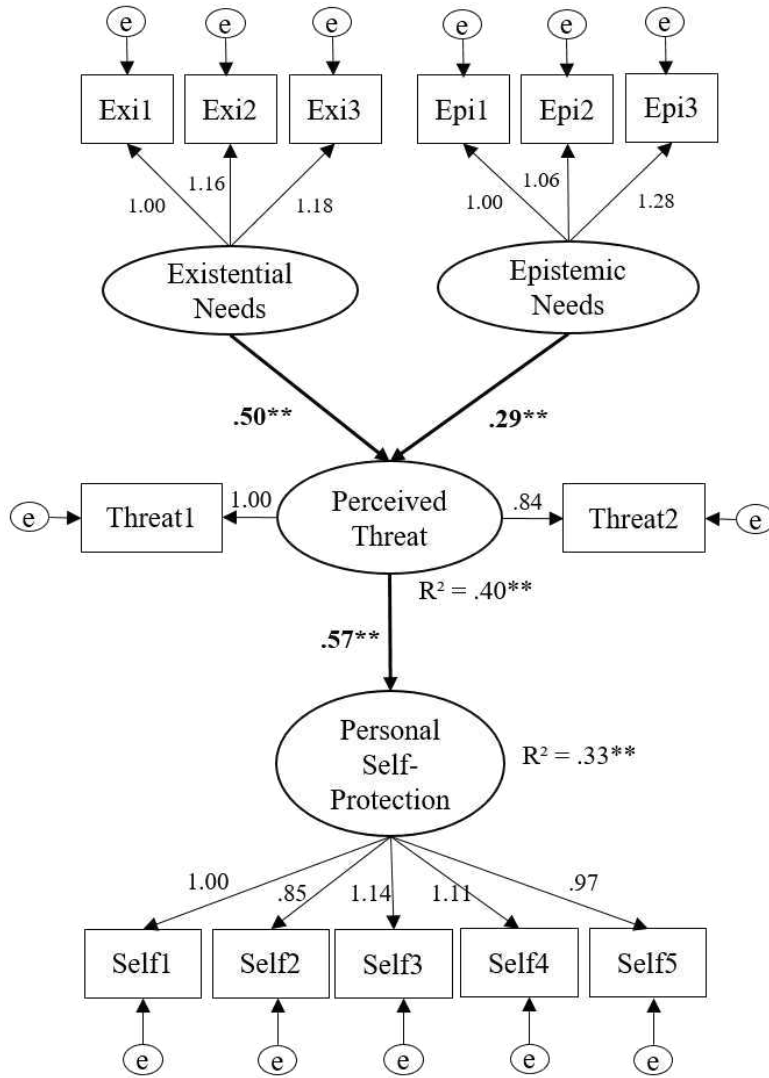 e
e
e
e
e
e
Exi1
Exi2
Exi3
Epi1
Epi2
Epi3
1.00
1.16
1.18
1.00
1.06
1.28
Existential
Needs
Epistemic
Needs
.50**
.29**
e
Threat1
1.00
Perceived
Threat
.84
Threat2
e
R² = .40**
.57**
Personal
Self-
Protection
R² = .33**
1.00
.85
1.14
1.11
.97
Self1
Self2
Self3
Self4
Self5
e
e
e
e
e